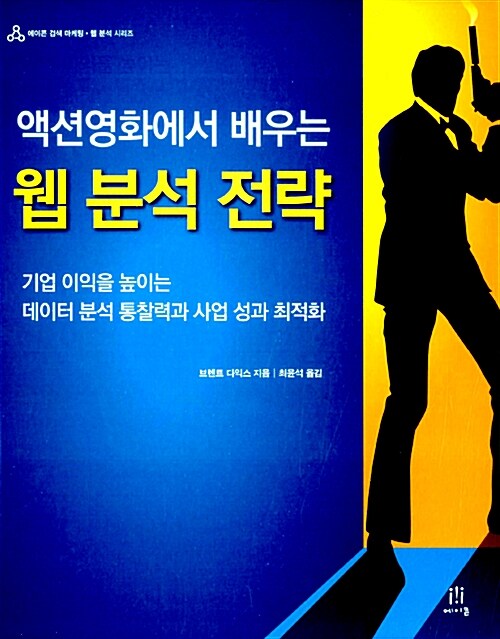 에이콘 검색 마케팅 • 웹 분석 시리즈
액션영화에서 배우는
웹 분석 전략
기업 이익을 높이는
데이터 분석 통찰력과 사업 성과 최적화
브렌트 다익스 지음 | 최윤석 옮김
에이콘